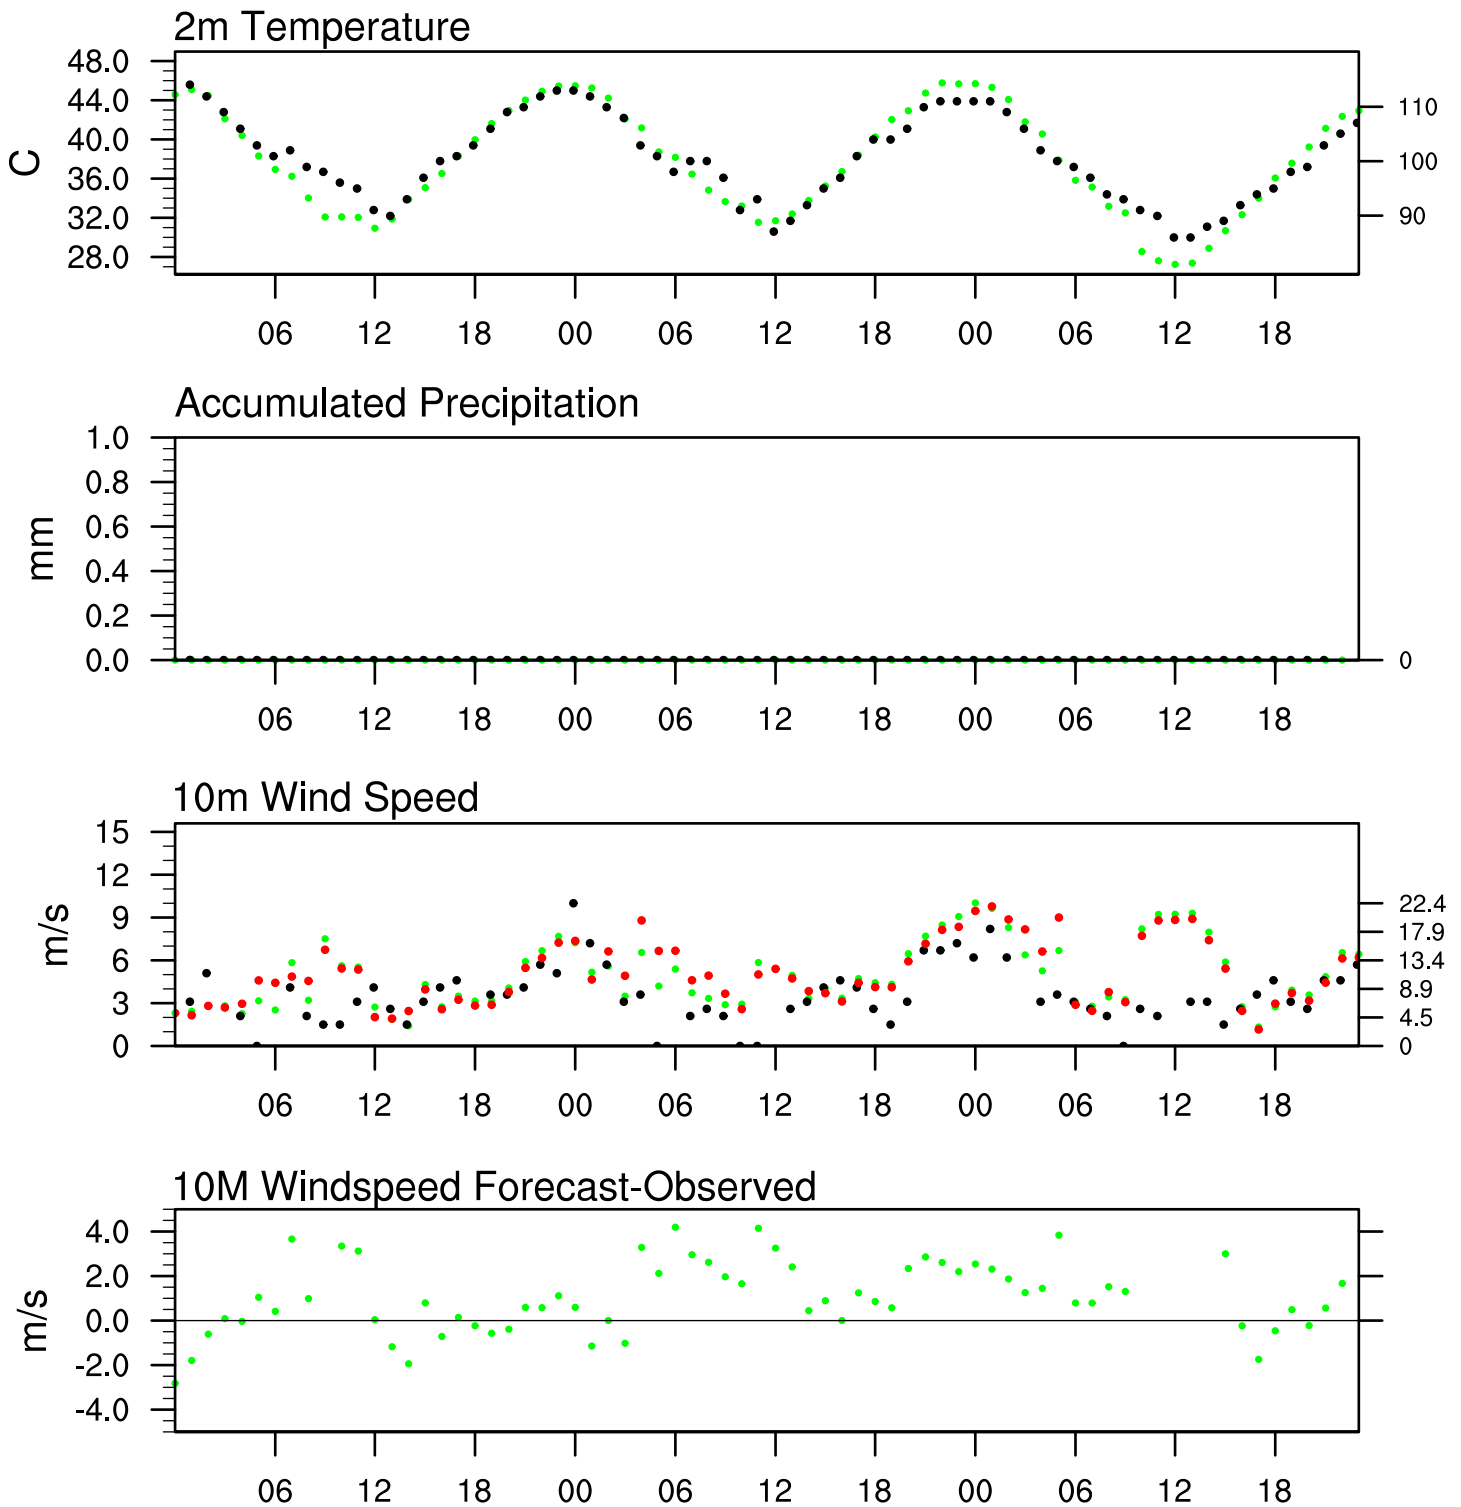 2m Temperature
48.0
44.0
40.0
36.0
32.0
28.0
C
110
100
90
06 12 18 00 06 12 18 00 06 12 18
Accumulated Precipitation
1.0
0.8
0.6
0.4
0.2
0.0
mm
0
06 12 18 00 06 12 18 00 06 12 18
10m Wind Speed
15
12
9
6
3
0
m/s
22.4
17.9
13.4
8.9
4.5
0
06 12 18 00 06 12 18 00 06 12 18
10M Windspeed Forecast-Observed
4.0
2.0
0.0
-2.0
-4.0
m/s
06 12 18 00 06 12 18 00 06 12 18